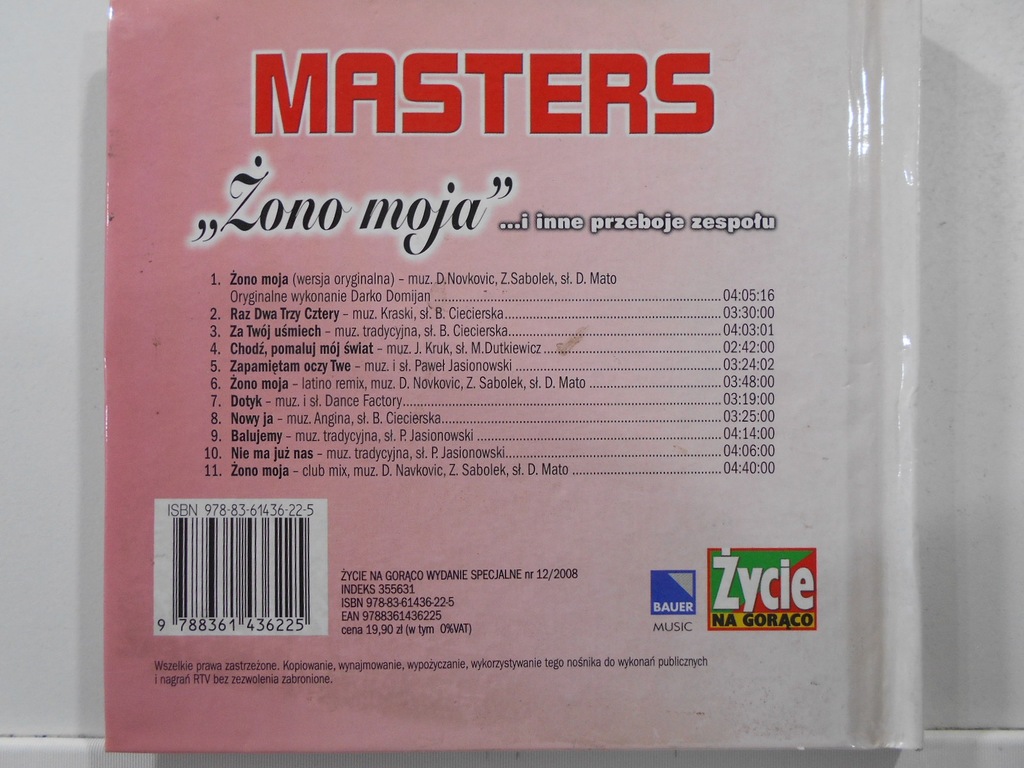 MASTERS
„Żono moja”
...i inne przeboje zespołu
1. Żono moja (wersja oryginalna) – muz. D.Novkovic, Z.Sabolek, sł. D. Mato
Oryginalne wykonanie Darko Domijan ........ 04:05:16
2. Raz Dwa Trzy Cztery – muz. Kraski, sł. B. Ciecierska ........ 03:30:00
3. Za Twój uśmiech – muz. tradycyjna, sł. B. Ciecierska ........ 04:03:01
4. Chodź, pomaluj mój świat – muz. J. Kruk, sł. M.Dutkiewicz ........ 02:42:00
5. Zapamiętam oczy Twe – muz. i sł. Paweł Jasionowski ........ 03:24:02
6. Żono moja – latino remix, muz. D. Novkovic, Z. Sabolek, sł. D. Mato ........ 03:48:00
7. Dotyk – muz. i sł. Dance Factory ........ 03:19:00
8. Nowy ja – muz. Angina, sł. B. Ciecierska ........ 03:25:00
9. Balujemy – muz. tradycyjna, sł. P. Jasionowski ........ 04:14:00
10. Nie ma już nas – muz. tradycyjna, sł. P. Jasionowski ........ 04:06:00
11. Żono moja – club mix, muz. D. Navkovic, Z. Sabolek, sł. D. Mato ........ 04:40:00
ISBN 978-83-61436-22-5
9 788361 436225
ŻYCIE NA GORĄCO WYDANIE SPECJALNE nr 12/2008
INDEKS 355631
ISBN 978-83-61436-22-5
EAN 9788361436225
cena 19,90 zł (w tym 0%VAT)
BAUER
MUSIC
Życie
NA GORĄCO
Wszelkie prawa zastrzeżone. Kopiowanie, wynajmowanie, wypożyczanie, wykorzystywanie tego nośnika do wykonań publicznych
i nagrań RTV bez zezwolenia zabronione.